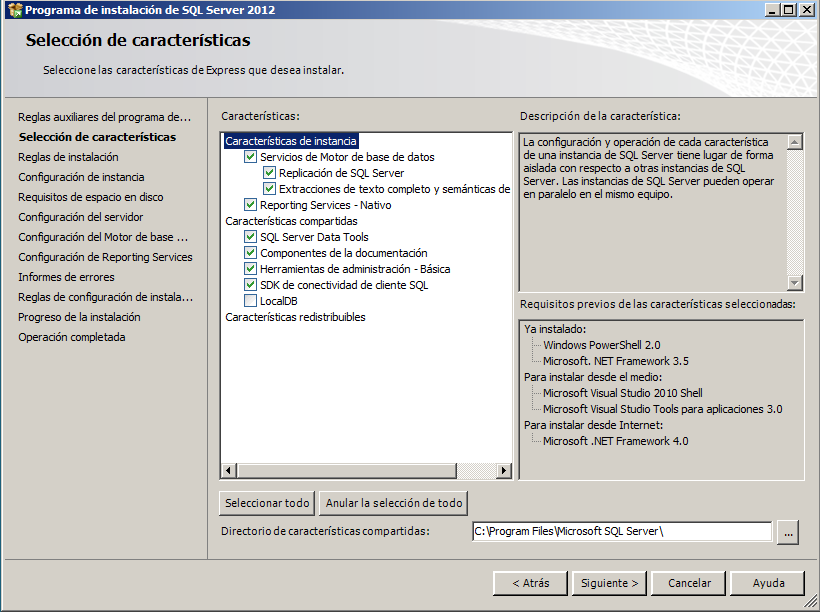 Programa de instalación de SQL Server 2012
Selección de características
Seleccione las características de Express que desea instalar.
Reglas auxiliares del programa de...
Selección de características
Reglas de instalación
Configuración de instancia
Requisitos de espacio en disco
Configuración del servidor
Configuración del Motor de base ...
Configuración de Reporting Services
Informes de errores
Reglas de configuración de instala...
Progreso de la instalación
Operación completada
Características:
Características de instancia
Servicios de Motor de base de datos
Replicación de SQL Server
Extracciones de texto completo y semánticas de
Reporting Services - Nativo
Características compartidas
SQL Server Data Tools
Componentes de la documentación
Herramientas de administración - Básica
SDK de conectividad de cliente SQL
LocalDB
Características redistribuibles
Descripción de la característica:
La configuración y operación de cada característica
de una instancia de SQL Server tiene lugar de forma
aislada con respecto a otras instancias de SQL
Server. Las instancias de SQL Server pueden operar
en paralelo en el mismo equipo.
Requisitos previos de las características seleccionadas:
Ya instalado:
Windows PowerShell 2.0
Microsoft. NET Framework 3.5
Para instalar desde el medio:
Microsoft Visual Studio 2010 Shell
Microsoft Visual Studio Tools para aplicaciones 3.0
Para instalar desde Internet:
Microsoft .NET Framework 4.0
Seleccionar todo
Anular la selección de todo
Directorio de características compartidas:
C:\Program Files\Microsoft SQL Server\
...
< Atrás
Siguiente >
Cancelar
Ayuda